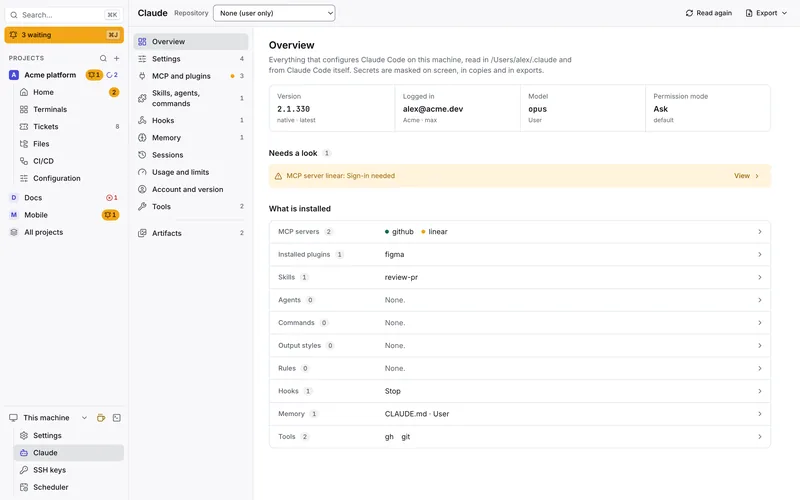 Search... ⌘K
3 waiting ⌘J
PROJECTS
Acme platform 1 2
Home 2
Terminals
Tickets 8
Files
CI/CD
Configuration
D Docs 1
M Mobile 1
All projects
This machine
Settings
Claude
SSH keys
Scheduler
Claude Repository None (user only) Read again Export
Overview
Settings 4
MCP and plugins 3
Skills, agents, commands 1
Hooks 1
Memory 1
Sessions
Usage and limits
Account and version
Tools 2
Artifacts 2
Overview
Everything that configures Claude Code on this machine, read in /Users/alex/.claude and
from Claude Code itself. Secrets are masked on screen, in copies and in exports.
Version
2.1.330
native · latest
Logged in
alex@acme.dev
Acme · max
Model
opus
User
Permission mode
Ask
default
Needs a look 1
MCP server linear: Sign-in needed View
What is installed
MCP servers 2 github linear
Installed plugins 1 figma
Skills 1 review-pr
Agents 0 None.
Commands 0 None.
Output styles 0 None.
Rules 0 None.
Hooks 1 Stop
Memory 1 CLAUDE.md · User
Tools 2 gh git